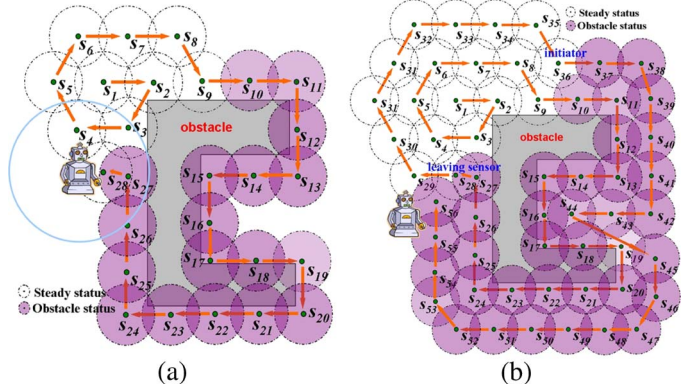 S6 S7 S8
S5 S1 S2 S9 S10 S11
obstacle
S4 S3 S12
S28 S27 S15 S14 S13
S26 S16
S25 S17 S18 S19
Steady status
Obstacle status
S24 S23 S22 S21 S20
(a)
Steady status
Obstacle status
S32 S33 S34 S35
initiator
S31 S6 S7 S8 S36 S37 S38
S31 S5 S1 S2 S9 S10 S11 S39
obstacle
S30 S4 S3 S12 S40
leaving sensor
S29 S28 S27 S15 S14 S13 S41
S56 S26 S16 S44 S43 S42
S55 S25 S17 S18 S19 S45
S54 S24 S23 S22 S21 S20 S46
S53 S52 S51 S50 S49 S48 S47
(b)